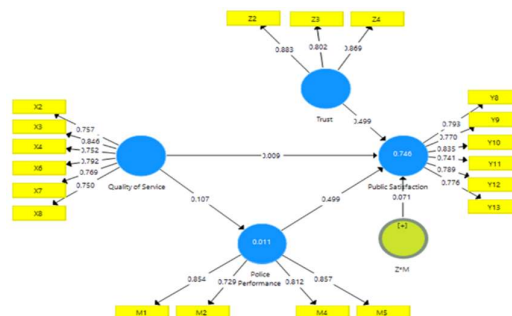 Z2
Z3
Z4
0.883
0.802
0.869
Trust
0.499
X2
X3
X4
X6
X7
X8
0.757
0.846
0.752
0.792
0.769
0.750
Quality of Service
0.009
0.746
Public Satisfaction
0.793
0.770
0.835
0.741
0.789
0.776
Y8
Y9
Y10
Y11
Y12
Y13
0.107
0.499
0.071
[+]
Z*M
0.011
Police
Performance
0.854
0.729
0.812
0.857
M1
M2
M4
M5